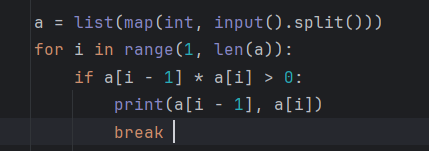 a = list(map(int, input().split()))
for i in range(1, len(a)):
    if a[i - 1] * a[i] > 0:
        print(a[i - 1], a[i])
        break